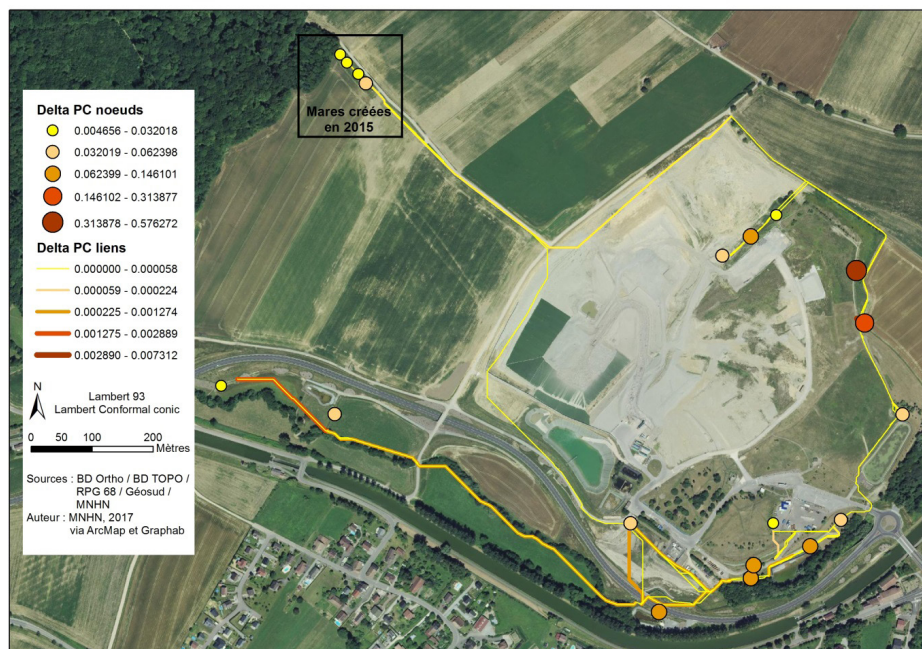 Mares créées
en 2015
Delta PC noeuds
0.004656 - 0.032018
0.032019 - 0.062398
0.062399 - 0.146101
0.146102 - 0.313877
0.313878 - 0.576272
Delta PC liens
0.000000 - 0.000058
0.000059 - 0.000224
0.000225 - 0.001274
0.001275 - 0.002889
0.002890 - 0.007312
N
Lambert 93
Lambert Conformal conic
0 50 100 200
Mètres
Sources : BD Ortho / BD TOPO /
RPG 68 / Géosud /
MNHN
Auteur : MNHN, 2017
via ArcMap et Graphab